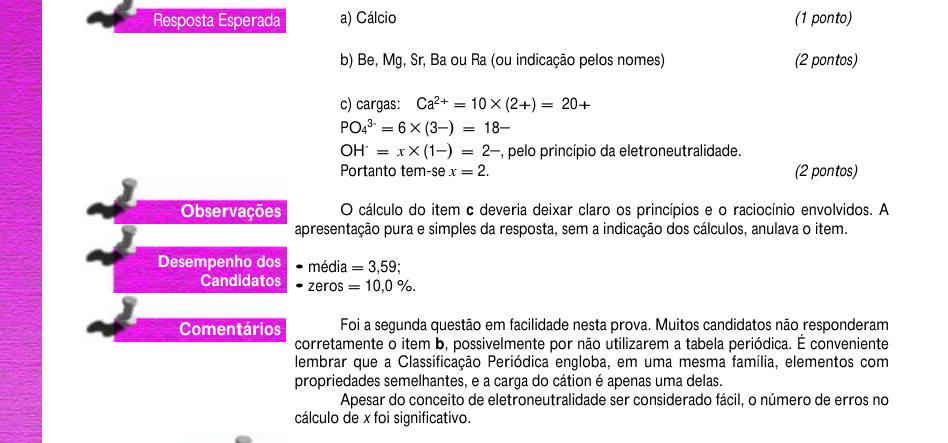 Resposta Esperada
a) Cálcio (1 ponto)
b) Be, Mg, Sr, Ba ou Ra (ou indicação pelos nomes) (2 pontos)
c) cargas: Ca²⁺ = 10 × (2+) = 20+
PO₄³⁻ = 6 × (3–) = 18–
OH⁻ = x × (1–) = 2–, pelo princípio da eletroneutralidade.
Portanto tem-se x = 2. (2 pontos)
Observações
O cálculo do item c deveria deixar claro os princípios e o raciocínio envolvidos. A
apresentação pura e simples da resposta, sem a indicação dos cálculos, anulava o item.
Desempenho dos
Candidatos
• média = 3,59;
• zeros = 10,0 %.
Comentários
Foi a segunda questão em facilidade nesta prova. Muitos candidatos não responderam
corretamente o item b, possivelmente por não utilizarem a tabela periódica. É conveniente
lembrar que a Classificação Periódica engloba, em uma mesma família, elementos com
propriedades semelhantes, e a carga do cátion é apenas uma delas.
Apesar do conceito de eletroneutralidade ser considerado fácil, o número de erros no
cálculo de x foi significativo.